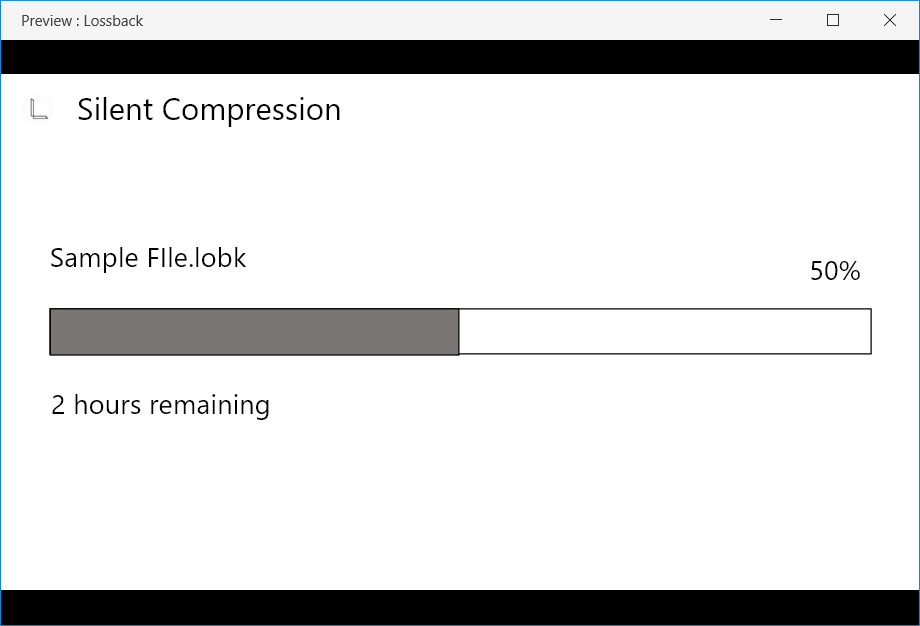 Preview : Lossback
Silent Compression
Sample FIle.lobk
50%
2 hours remaining